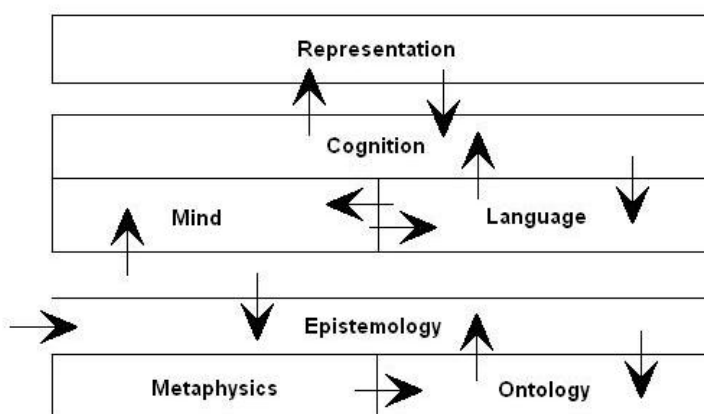 Representation
Cognition
Mind
Language
Epistemology
Metaphysics
Ontology